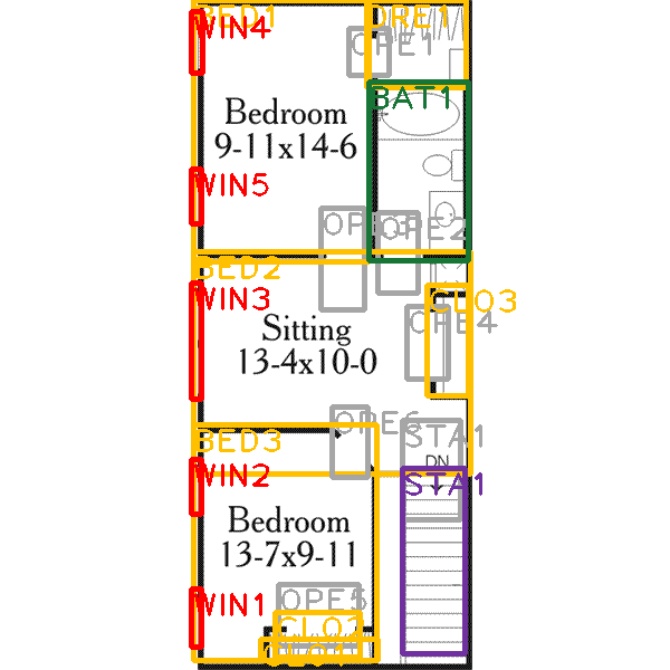 BED1
DRE1
WIN4
OPE1
BAT1
Bedroom
9-11x14-6
WIN5
OPE3
OPE2
BED2
WIN3
CLO3
OPE4
Sitting
13-4x10-0
OPE6
STA1
BED3
DN
WIN2
STA1
Bedroom
13-7x9-11
WIN1
OPE5
CLO2
CLO1